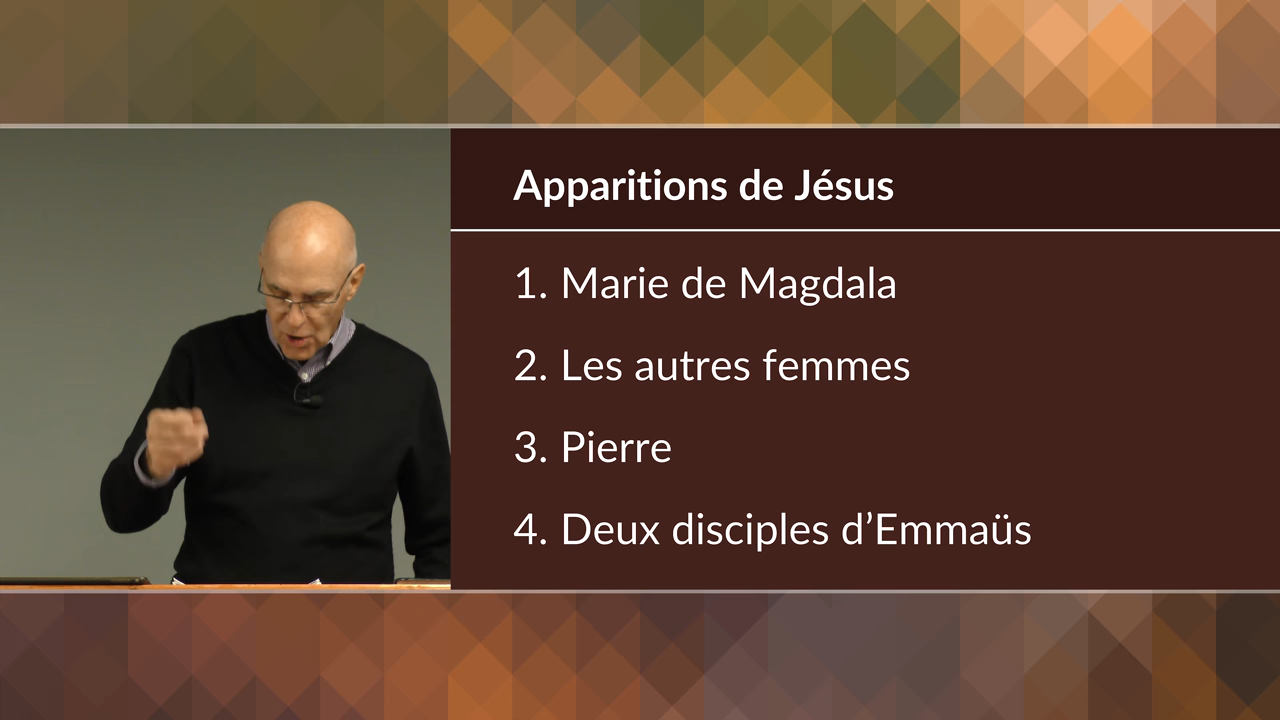 Apparitions de Jésus
1. Marie de Magdala
2. Les autres femmes
3. Pierre
4. Deux disciples d’Emmaüs